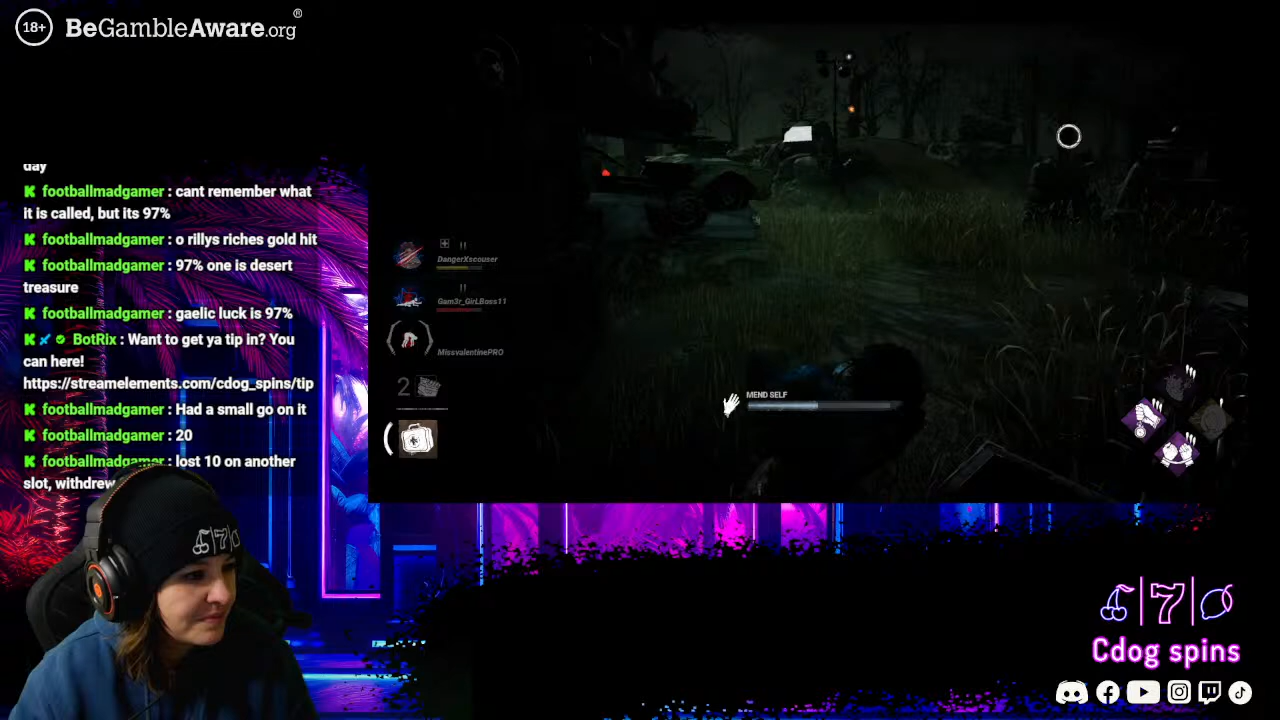 18+ BeGambleAware.org®
day
footballmadgamer : cant remember what
it is called, but its 97%
footballmadgamer : o rillys riches gold hit
footballmadgamer : 97% one is desert
treasure
footballmadgamer : gaelic luck is 97%
BotRix : Want to get ya tip in? You
can here!
https://streamelements.com/cdog_spins/tip
footballmadgamer : Had a small go on it
footballmadgamer : 20
footballmadgamer : lost 10 on another
slot, withdrew
DangerXscouser
Gam3r_GirLBoss11
MissvalentinePRO
2
MEND SELF
7
7
Cdog spins